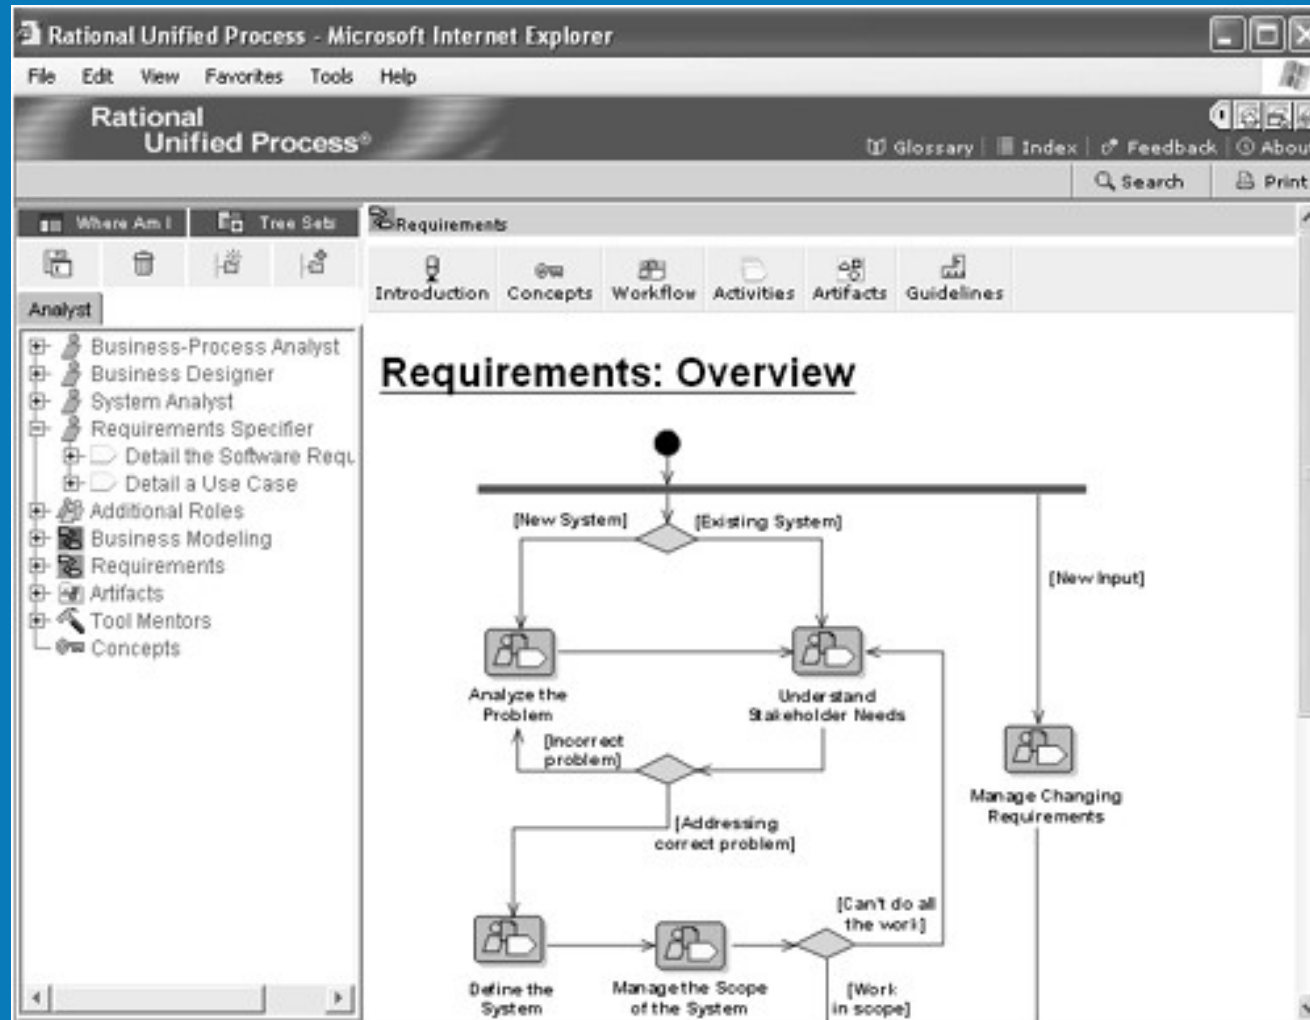 Rational Unified Process - Microsoft Internet Explorer
File Edit View Favorites Tools Help
Rational
Unified Process®
Glossary Index Feedback About
Search Print
Where Am I Tree Sets
Requirements
Introduction Concepts Workflow Activities Artifacts Guidelines
Analyst
Business-Process Analyst
Business Designer
System Analyst
Requirements Specifier
Detail the Software Requ
Detail a Use Case
Additional Roles
Business Modeling
Requirements
Artifacts
Tool Mentors
Concepts
Requirements: Overview
[New System] [Existing System]
[New Input]
Analyze the
Problem
Understand
Stakeholder Needs
[Incorrect
problem]
Manage Changing
Requirements
[Addressing
correct problem]
[Can't do all
the work]
Define the
System
Manage the Scope
of the System
[Work
in scope]